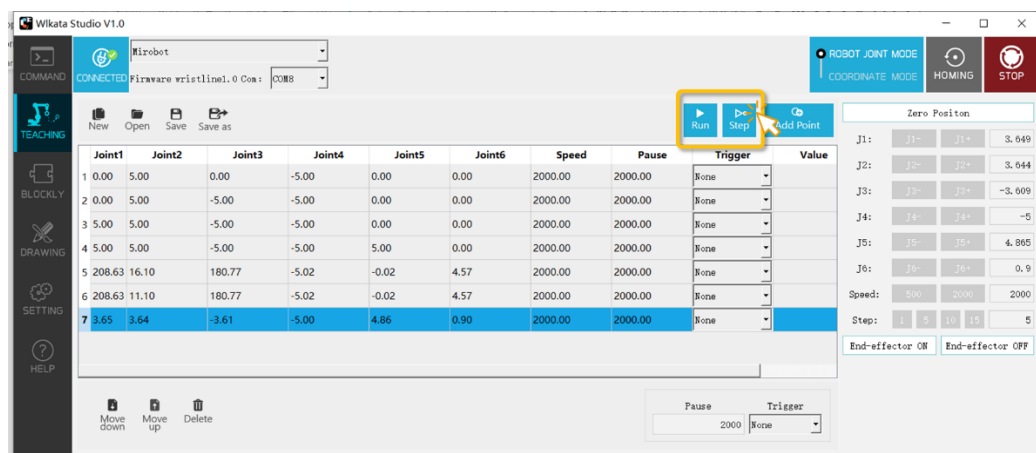 Wlkata Studio V1.0
COMMAND
CONNECTED
Mirobot
Firmware wristline1.0 Com: COM8
ROBOT JOINT MODE
COORDINATE MODE
HOMING
STOP
TEACHING
BLOCKLY
DRAWING
SETTING
HELP
New Open Save Save as
Run Step Add Point
Joint1 Joint2 Joint3 Joint4 Joint5 Joint6 Speed Pause Trigger Value
1 0.00 5.00 0.00 -5.00 0.00 0.00 2000.00 2000.00 None
2 0.00 5.00 -5.00 -5.00 0.00 0.00 2000.00 2000.00 None
3 5.00 5.00 -5.00 -5.00 0.00 0.00 2000.00 2000.00 None
4 5.00 5.00 -5.00 -5.00 5.00 0.00 2000.00 2000.00 None
5 208.63 16.10 180.77 -5.02 -0.02 4.57 2000.00 2000.00 None
6 208.63 11.10 180.77 -5.02 -0.02 4.57 2000.00 2000.00 None
7 3.65 3.64 -3.61 -5.00 4.86 0.90 2000.00 2000.00 None
Move down
Move up
Delete
Pause Trigger
2000 None
Zero Positon
J1: J1- J1+ 3.649
J2: J2- J2+ 3.644
J3: J3- J3+ -3.609
J4: J4- J4+ -5
J5: J5- J5+ 4.865
J6: J6- J6+ 0.9
Speed: 500 2000 2000
Step: 1 5 10 15 5
End-effector ON End-effector OFF